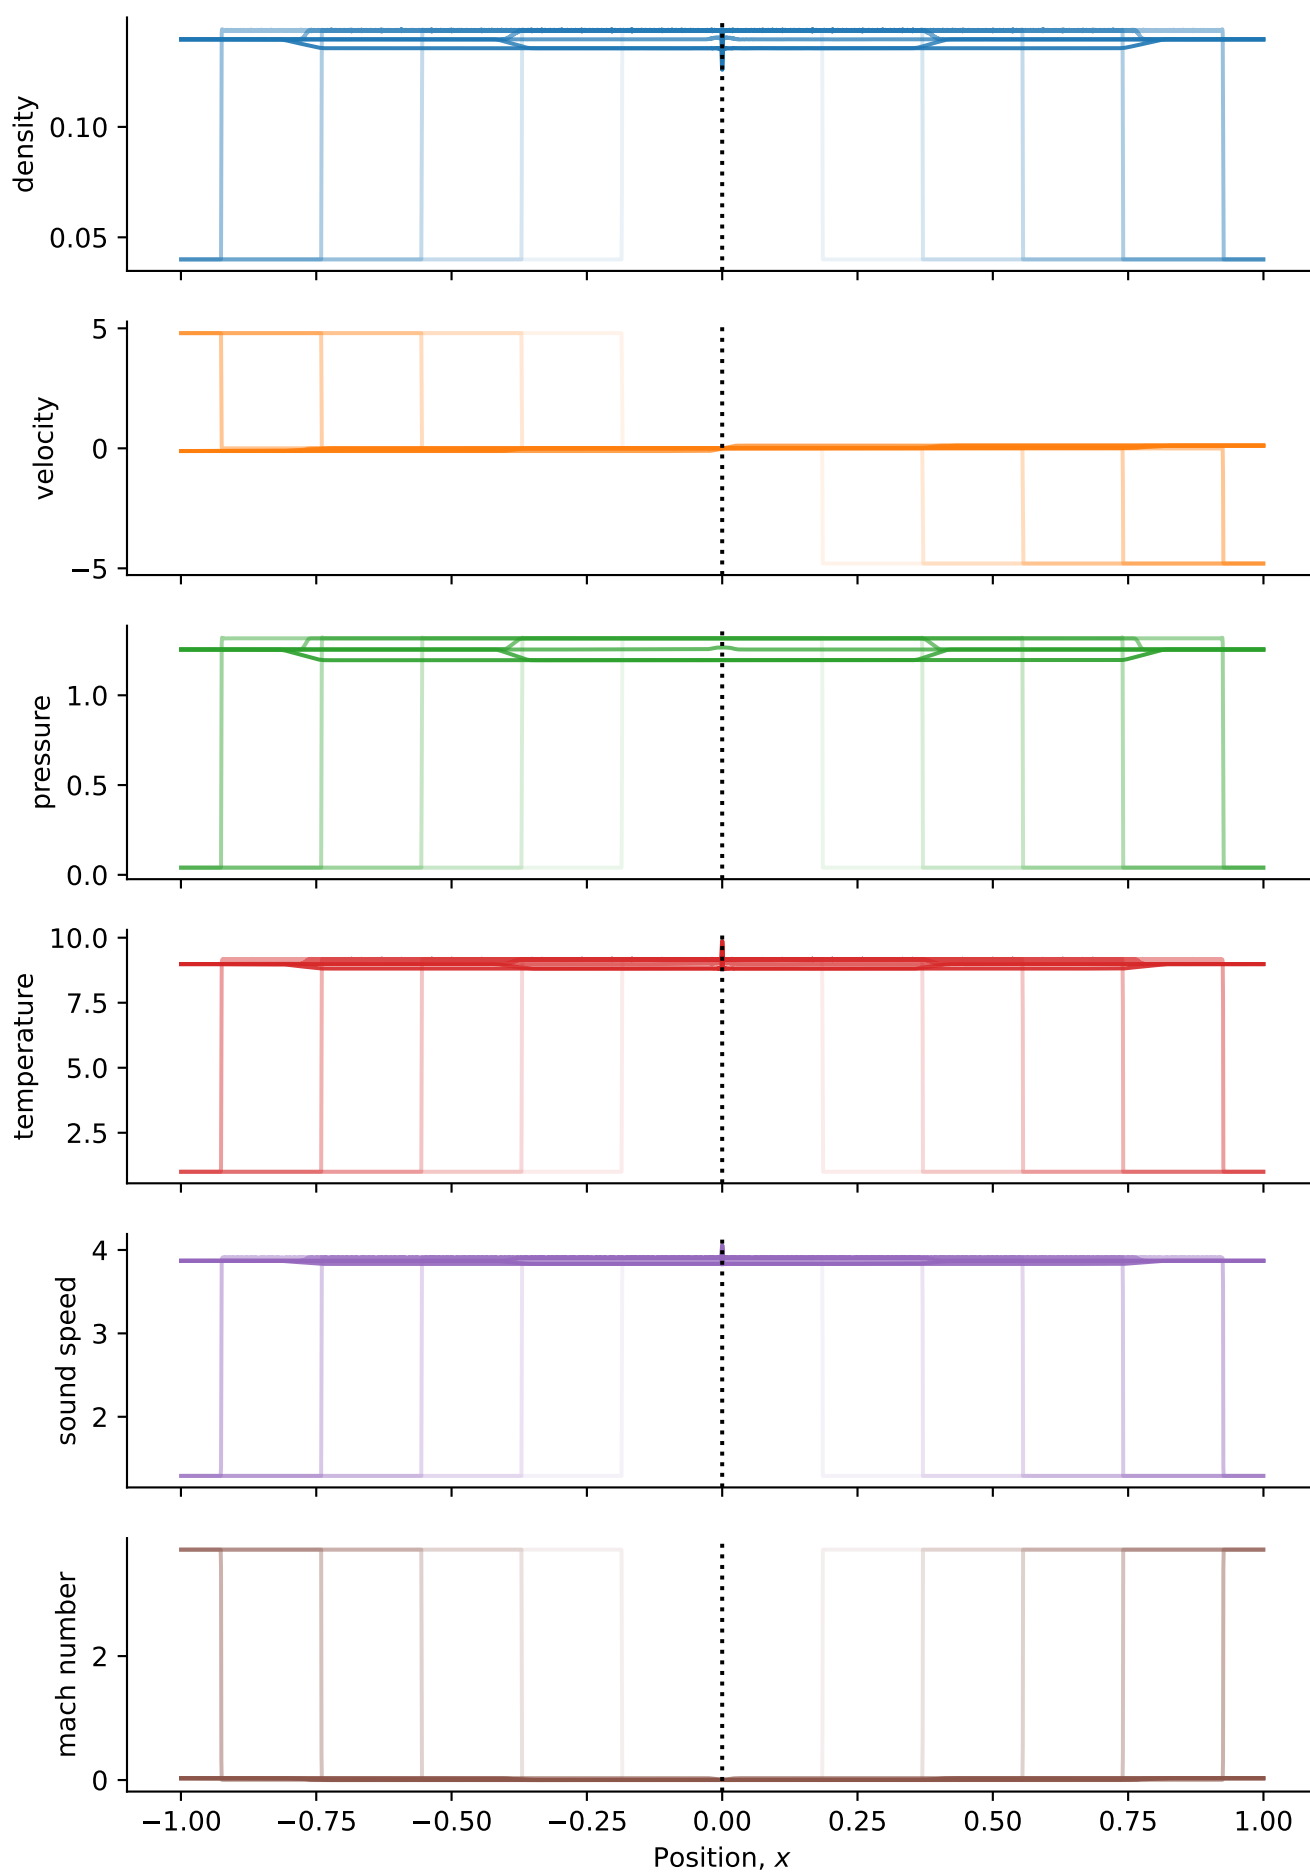 density
0.10
0.05
velocity
5
0
−5
pressure
1.0
0.5
0.0
temperature
10.0
7.5
5.0
2.5
sound speed
4
3
2
mach number
2
0
−1.00 −0.75 −0.50 −0.25 0.00 0.25 0.50 0.75 1.00
Position, x